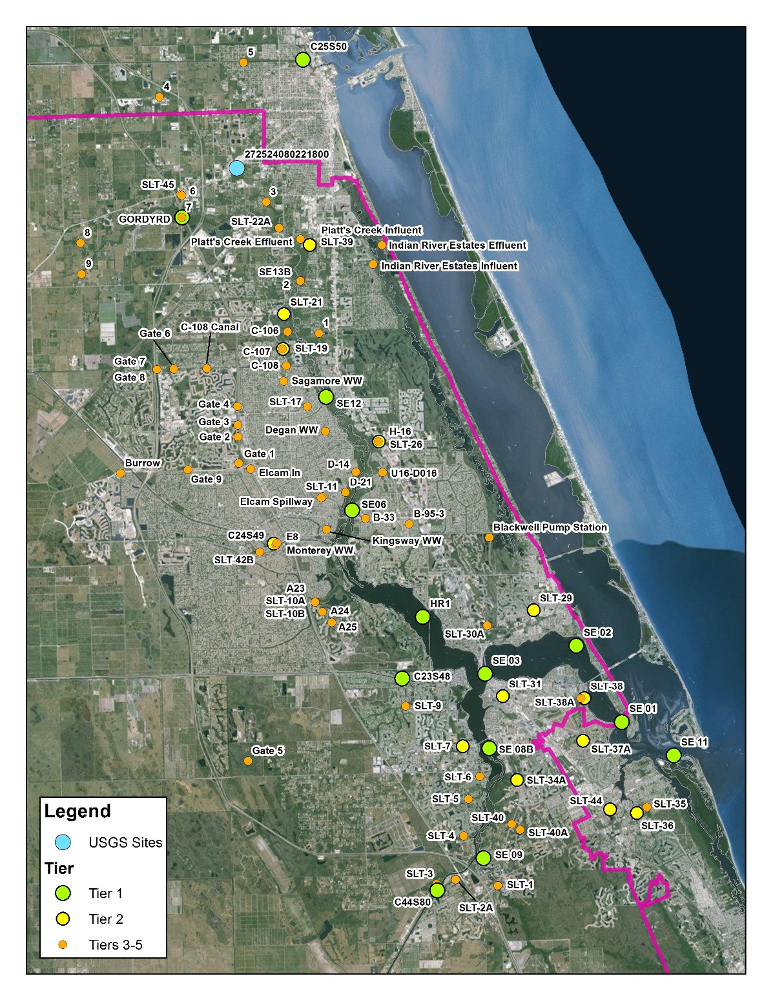 C25S50
5
4
272524080221800
SLT-45
6
3
7
GORDYRD
SLT-22A
Platt's Creek Influent
8
Platt's Creek Effluent
SLT-39
Indian River Estates Effluent
9
Indian River Estates Influent
SE13B
2
SLT-21
C-108 Canal
1
Gate 6
C-106
C-107
SLT-19
Gate 7
C-108
Gate 8
Sagamore WW
SLT-17
SE12
Gate 4
Gate 3
Degan WW
H-16
Gate 2
SLT-26
Gate 1
Burrow
D-14
Elcam In
U16-D016
Gate 9
D-21
SLT-11
Elcam Spillway
SE06
B-33
B-95-3
Blackwell Pump Station
C24S49
E8
Kingsway WW
Monterey WW
SLT-42B
A23
SLT-10A
SLT-10B
A24
A25
HR1
SLT-29
SLT-30A
SE 02
SE 03
C23S48
SLT-31
SLT-38
SLT-38A
SLT-9
SE 01
SLT-7
SE 08B
SLT-37A
SE 11
Gate 5
SLT-6
SLT-34A
SLT-5
SLT-44
SLT-35
SLT-40
SLT-36
SLT-4
SLT-40A
SE 09
SLT-3
SLT-1
C44S80
SLT-2A
Legend
USGS Sites
Tier
Tier 1
Tier 2
Tiers 3-5